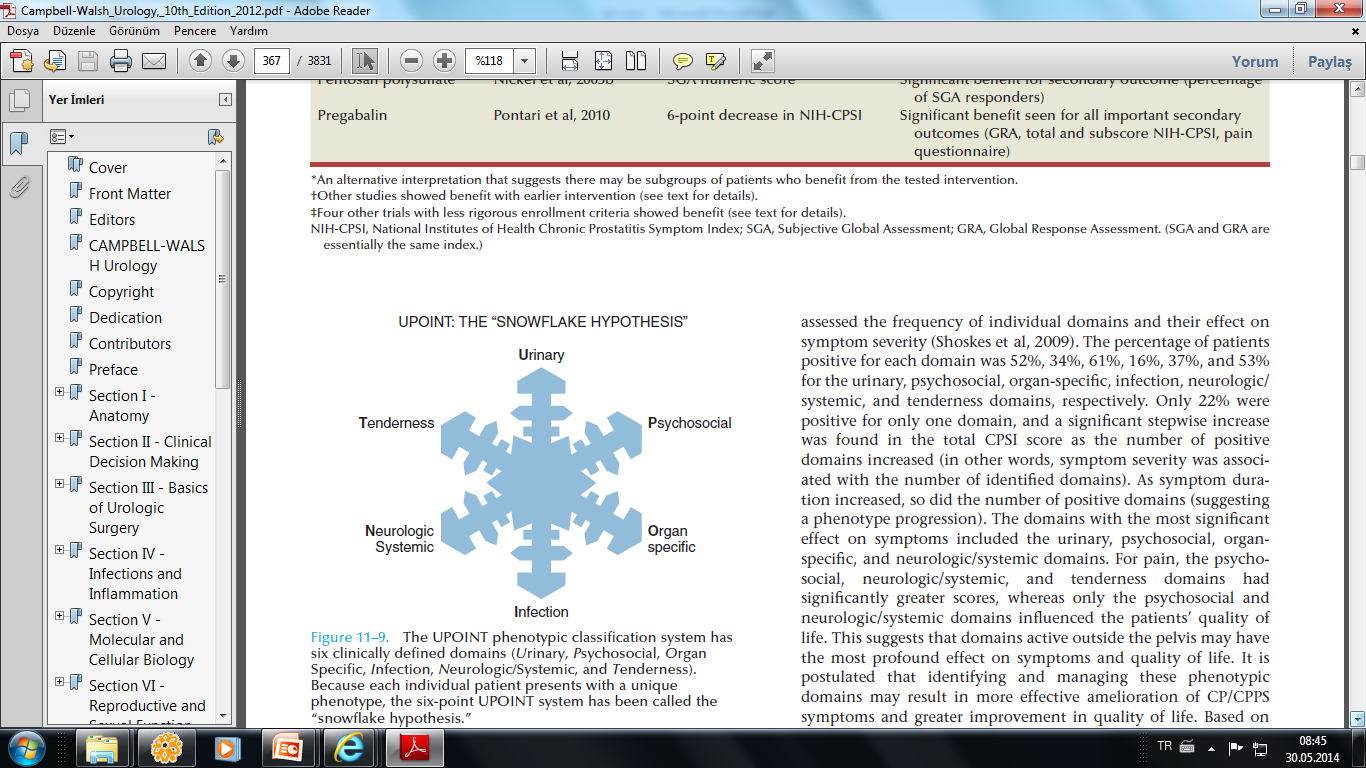 Campbell-Walsh_Urology,_10th_Edition_2012.pdf - Adobe Reader
Dosya Düzenle Görünüm Pencere Yardım
367 / 3831 %118 Yorum Paylaş
Yer İmleri
Cover
Front Matter
Editors
CAMPBELL-WALS
H Urology
Copyright
Dedication
Contributors
Preface
Section I -
Anatomy
Section II - Clinical
Decision Making
Section III - Basics
of Urologic
Surgery
Section IV -
Infections and
Inflammation
Section V -
Molecular and
Cellular Biology
Section VI -
Reproductive and
Sexual Function
Pentosan polysulfate Nickel et al, 2005b SGA numeric score Significant benefit for secondary outcome (percentage
of SGA responders)
Pregabalin Pontari et al, 2010 6-point decrease in NIH-CPSI Significant benefit seen for all important secondary
outcomes (GRA, total and subscore NIH-CPSI, pain
questionnaire)
*An alternative interpretation that suggests there may be subgroups of patients who benefit from the tested intervention.
†Other studies showed benefit with earlier intervention (see text for details).
‡Four other trials with less rigorous enrollment criteria showed benefit (see text for details).
NIH-CPSI, National Institutes of Health Chronic Prostatitis Symptom Index; SGA, Subjective Global Assessment; GRA, Global Response Assessment. (SGA and GRA are
essentially the same index.)
UPOINT: THE “SNOWFLAKE HYPOTHESIS”
Urinary
Tenderness
Psychosocial
Neurologic
Systemic
Organ
specific
Infection
Figure 11–9. The UPOINT phenotypic classification system has
six clinically defined domains (Urinary, Psychosocial, Organ
Specific, Infection, Neurologic/Systemic, and Tenderness).
Because each individual patient presents with a unique
phenotype, the six-point UPOINT system has been called the
“snowflake hypothesis.”
assessed the frequency of individual domains and their effect on
symptom severity (Shoskes et al, 2009). The percentage of patients
positive for each domain was 52%, 34%, 61%, 16%, 37%, and 53%
for the urinary, psychosocial, organ-specific, infection, neurologic/
systemic, and tenderness domains, respectively. Only 22% were
positive for only one domain, and a significant stepwise increase
was found in the total CPSI score as the number of positive
domains increased (in other words, symptom severity was associ-
ated with the number of identified domains). As symptom dura-
tion increased, so did the number of positive domains (suggesting
a phenotype progression). The domains with the most significant
effect on symptoms included the urinary, psychosocial, organ-
specific, and neurologic/systemic domains. For pain, the psycho-
social, neurologic/systemic, and tenderness domains had
significantly greater scores, whereas only the psychosocial and
neurologic/systemic domains influenced the patients’ quality of
life. This suggests that domains active outside the pelvis may have
the most profound effect on symptoms and quality of life. It is
postulated that identifying and managing these phenotypic
domains may result in more effective amelioration of CP/CPPS
symptoms and greater improvement in quality of life. Based on
TR
08:45
30.05.2014